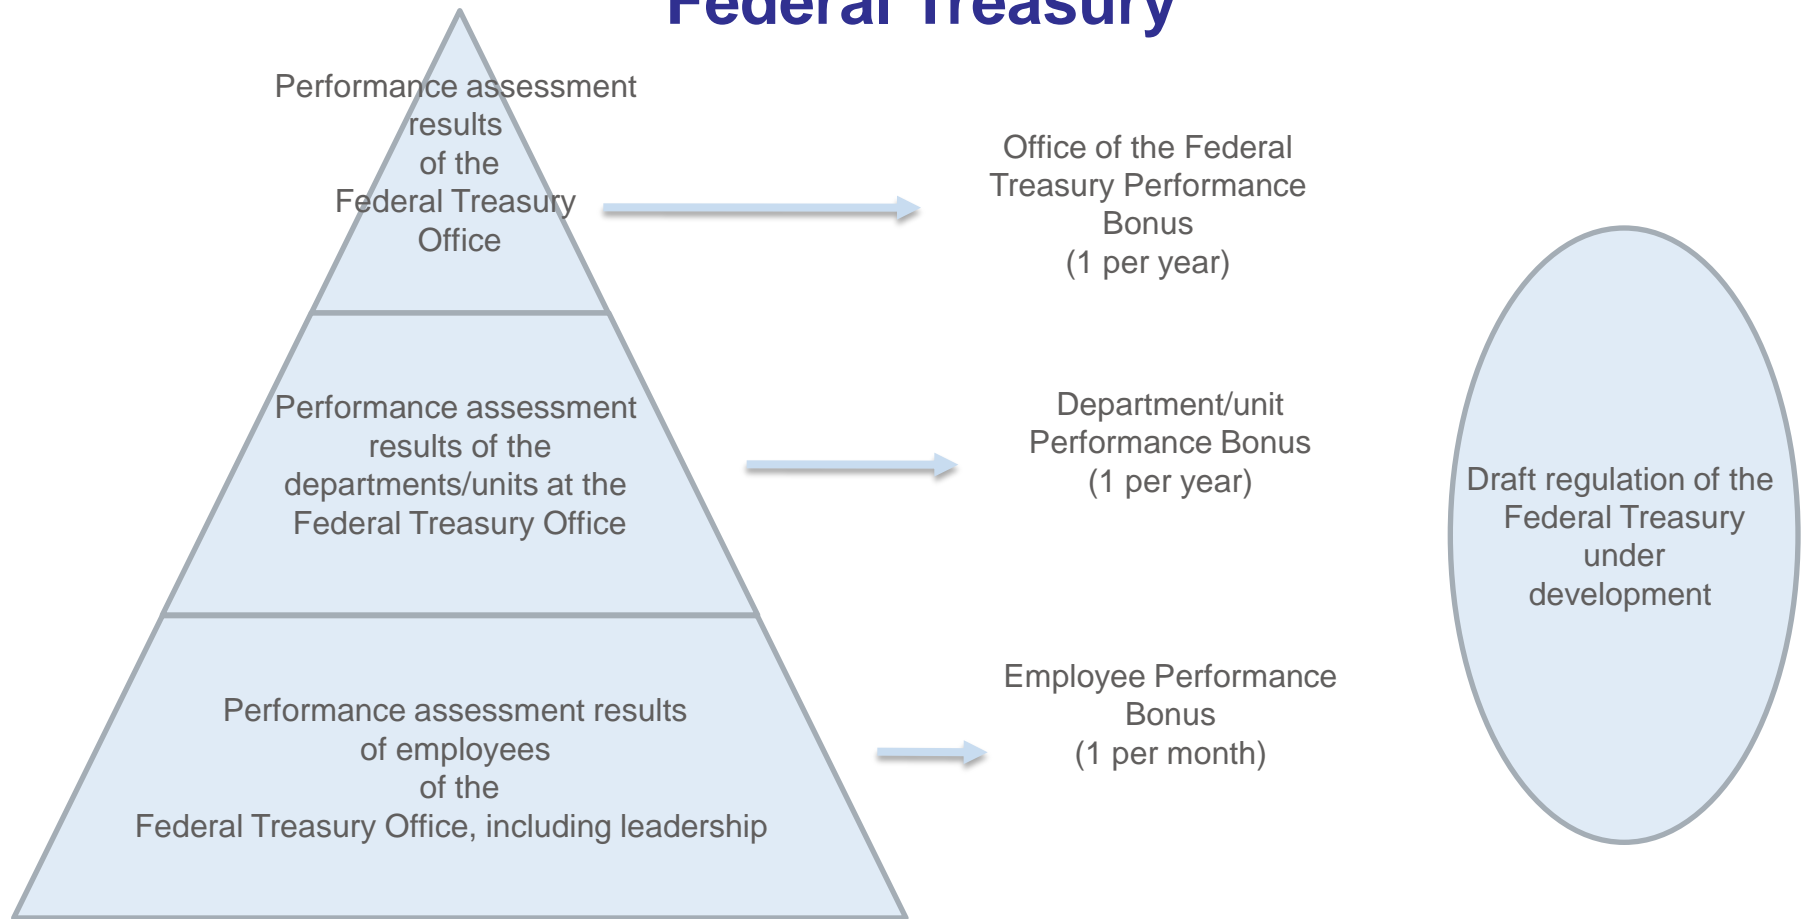 Federal Treasury
Performance assessment
results
of the
Federal Treasury
Office
Office of the Federal
Treasury Performance
Bonus
(1 per year)
Performance assessment
results of the
departments/units at the
Federal Treasury Office
Department/unit
Performance Bonus
(1 per year)
Performance assessment results
of employees
of the
Federal Treasury Office, including leadership
Employee Performance
Bonus
(1 per month)
Draft regulation of the
Federal Treasury
under
development